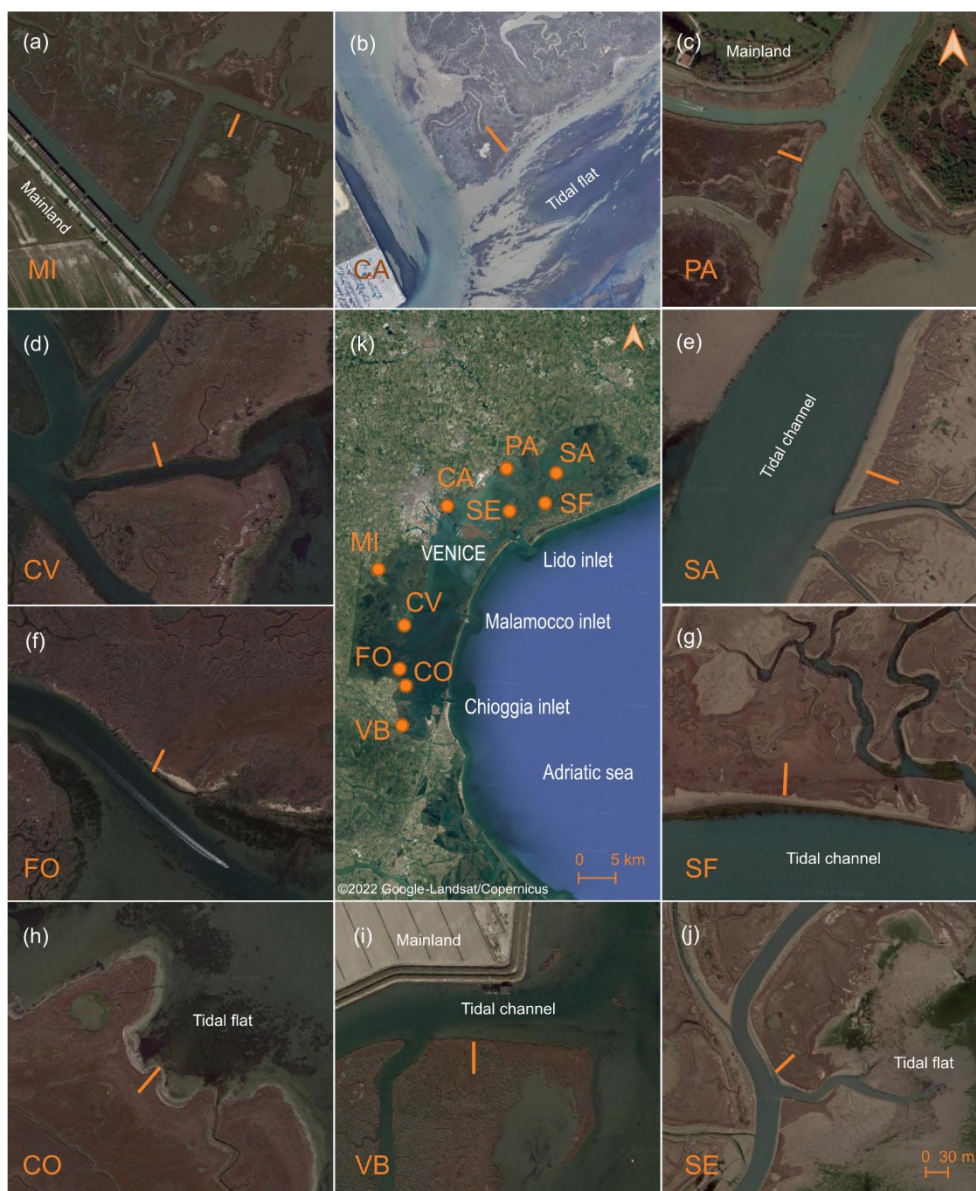 (a)
Mainland
MI
(b)
Tidal flat
CA
(c)
Mainland
PA
(d)
CV
(k)
PA
SA
CA
SE
SF
MI
VENICE
Lido inlet
CV
Malamocco inlet
FO
CO
Chioggia inlet
VB
Adriatic sea
0 5 km
©2022 Google-Landsat/Copernicus
(e)
Tidal channel
SA
(f)
FO
(g)
Tidal channel
SF
(h)
Tidal flat
CO
(i)
Mainland
Tidal channel
VB
(j)
Tidal flat
SE
0 30 m